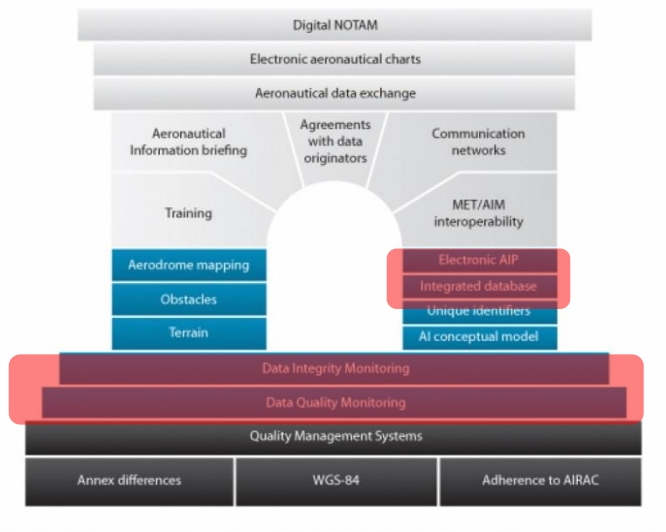 Digital NOTAM
Electronic aeronautical charts
Aeronautical data exchange
Aeronautical
Information briefing
Agreements
with data
originators
Communication
networks
Training
MET/AIM
interoperability
Aerodrome mapping
Obstacles
Terrain
Electronic AIP
Integrated database
Unique identifiers
AI conceptual model
Data Integrity Monitoring
Data Quality Monitoring
Quality Management Systems
Annex differences
WGS-84
Adherence to AIRAC